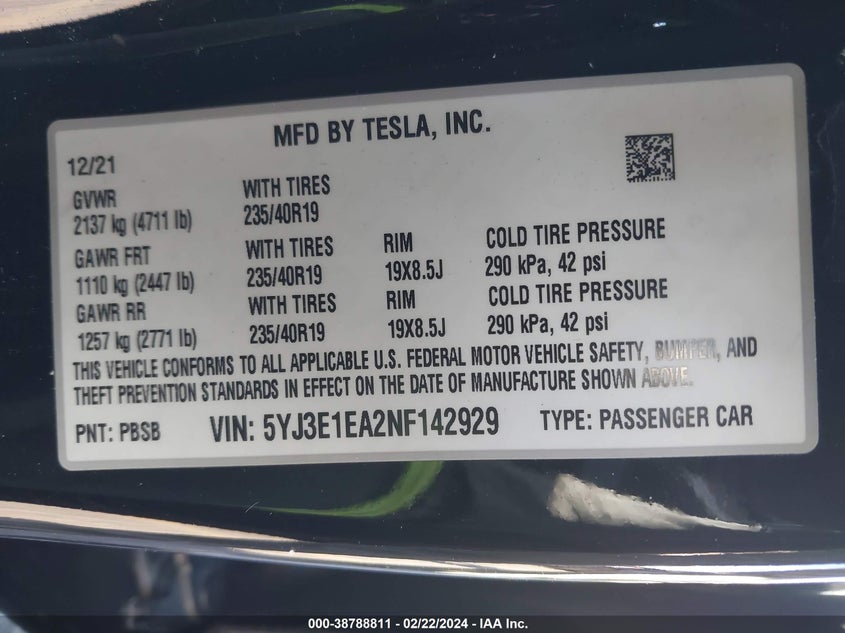 MFD BY TESLA, INC.
12/21
GVWR WITH TIRES
2137 kg (4711 lb) 235/40R19
GAWR FRT WITH TIRES RIM COLD TIRE PRESSURE
1110 kg (2447 lb) 235/40R19 19X8.5J 290 kPa, 42 psi
GAWR RR WITH TIRES RIM COLD TIRE PRESSURE
1257 kg (2771 lb) 235/40R19 19X8.5J 290 kPa, 42 psi
THIS VEHICLE CONFORMS TO ALL APPLICABLE U.S. FEDERAL MOTOR VEHICLE SAFETY, BUMPER, AND
THEFT PREVENTION STANDARDS IN EFFECT ON THE DATE OF MANUFACTURE SHOWN ABOVE.
PNT: PBSB VIN: 5YJ3E1EA2NF142929 TYPE: PASSENGER CAR
000-38788811 - 02/22/2024 - IAA Inc.